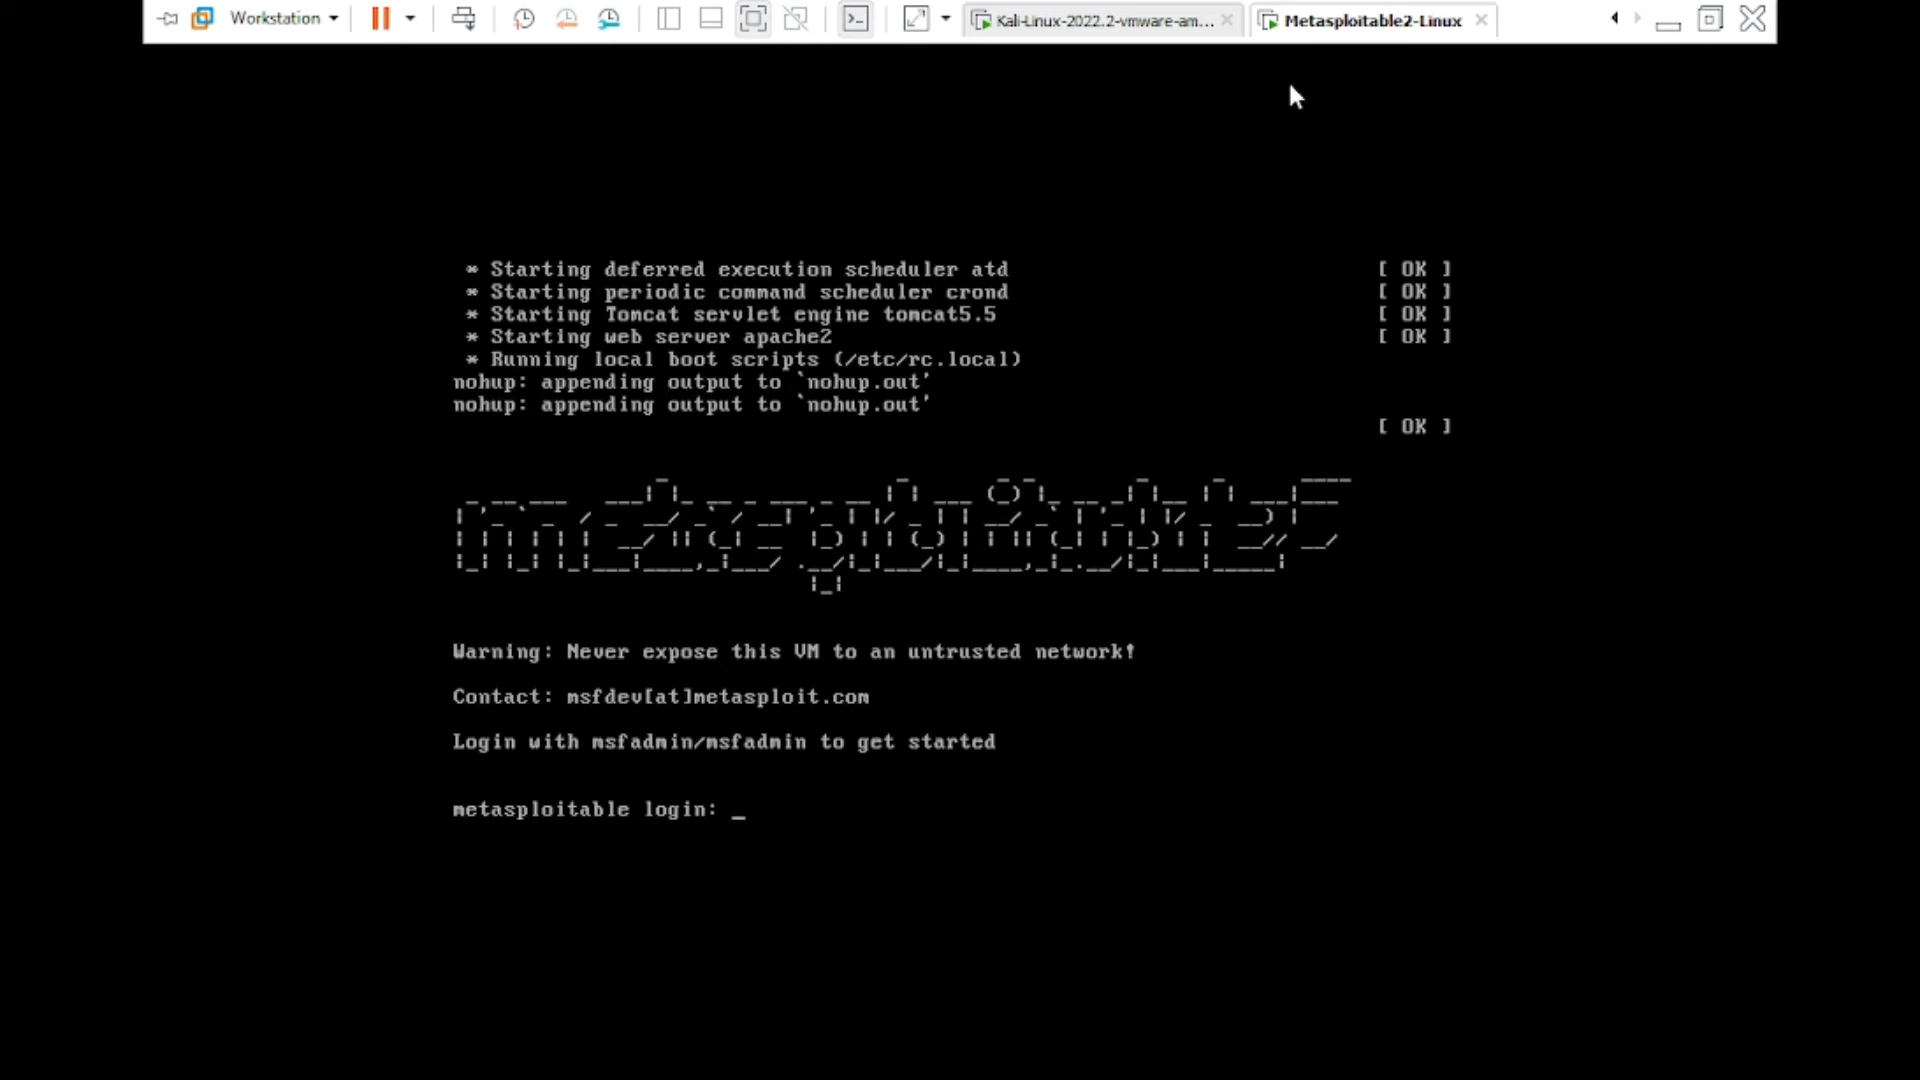 Workstation
Kali-Linux-2022.2-vmware-am...
Metasploitable2-Linux
* Starting deferred execution scheduler atd [ OK ]
* Starting periodic command scheduler crond [ OK ]
* Starting Tomcat servlet engine tomcat5.5 [ OK ]
* Starting web server apache2 [ OK ]
* Running local boot scripts (/etc/rc.local)
nohup: appending output to `nohup.out'
nohup: appending output to `nohup.out'
[ OK ]
metasploitable2
Warning: Never expose this VM to an untrusted network!
Contact: msfdev[at]metasploit.com
Login with msfadmin/msfadmin to get started
metasploitable login: _